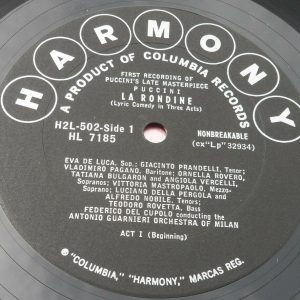 HARMONY
A PRODUCT OF COLUMBIA RECORDS
FIRST RECORDING OF
PUCCINI'S LATE MASTERPIECE
PUCCINI
LA RONDINE
(Lyric Comedy in Three Acts)
H2L-502-Side 1
HL 7185
NONBREAKABLE
(cx"Lp"32934)
EVA DE LUCA, Sop.; GIACINTO PRANDELLI, Tenor;
VLADIMIRO PAGANO, Baritone; ORNELLA ROVERO,
TATIANA BULGARON and ANGIOLA VERCELLI,
Sopranos; VITTORIA MASTROPAOLO, Mezzo-
Soprano; LUCIANO DELLA PERGOLA and
ALFREDO NOBILE, Tenors;
TEODORO ROVETTA, Bass
FEDERICO DEL CUPOLO conducting the
ANTONIO GUARNIERI ORCHESTRA OF MILAN
ACT I (Beginning)
® "COLUMBIA," "HARMONY," MARCAS REG.